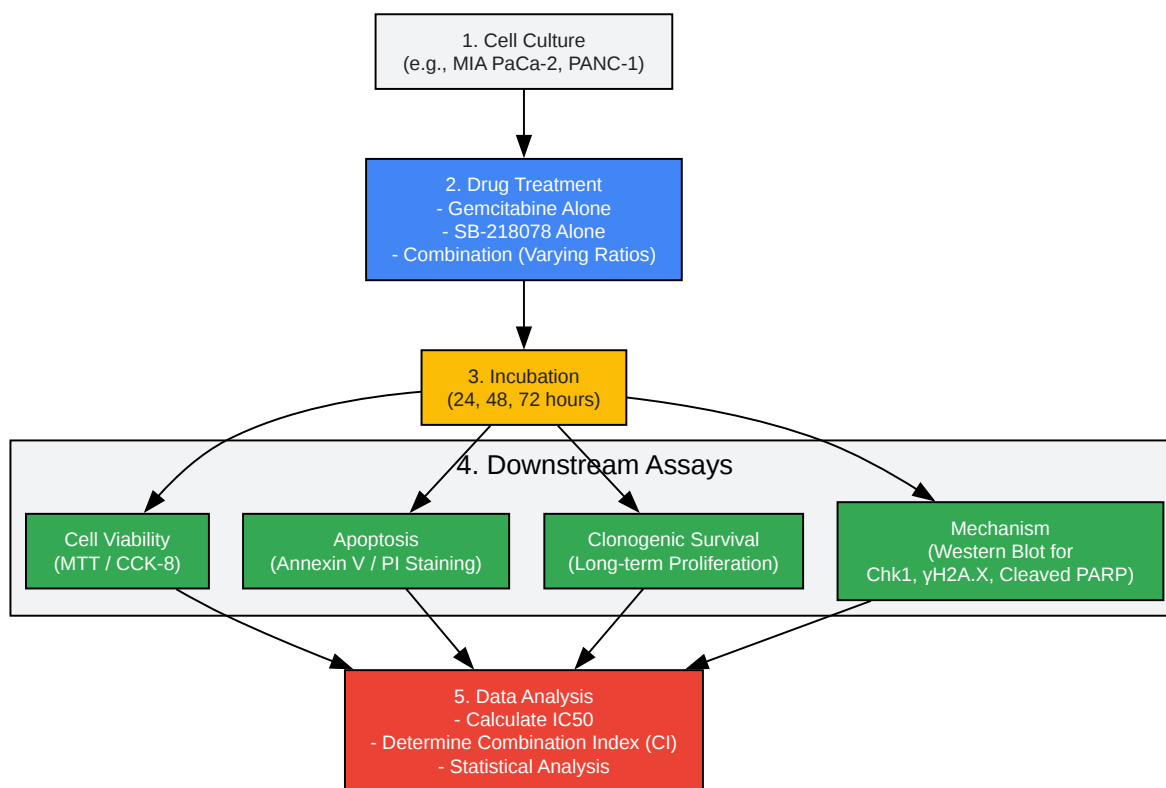 1. Cell Culture
(e.g., MIA PaCa-2, PANC-1)
2. Drug Treatment
- Gemcitabine Alone
- SB-218078 Alone
- Combination (Varying Ratios)
3. Incubation
(24, 48, 72 hours)
4. Downstream Assays
Cell Viability
(MTT / CCK-8)
Apoptosis
(Annexin V / PI Staining)
Clonogenic Survival
(Long-term Proliferation)
Mechanism
(Western Blot for
Chk1, γH2A.X, Cleaved PARP)
5. Data Analysis
- Calculate IC50
- Determine Combination Index (CI)
- Statistical Analysis